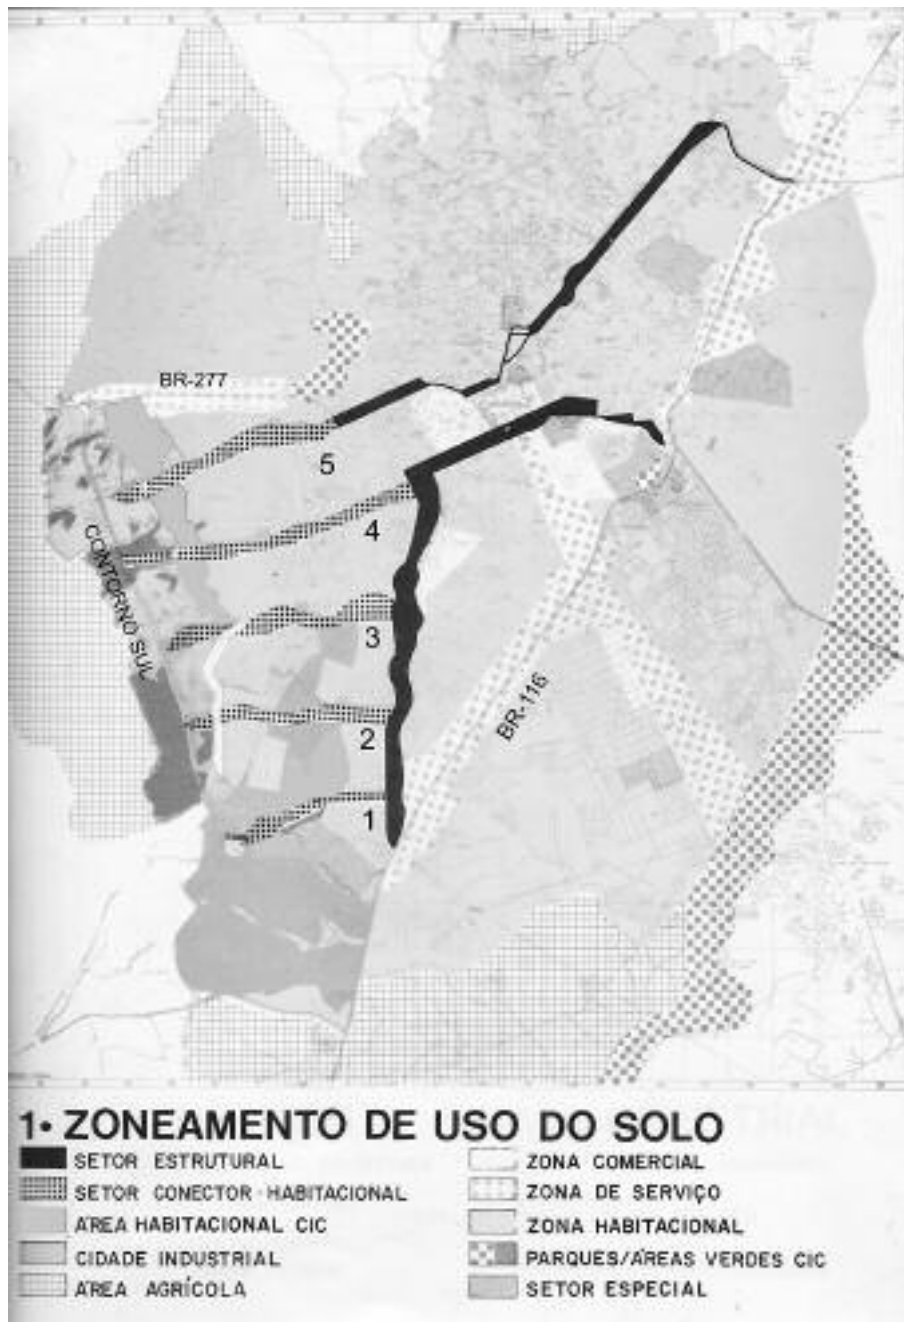 BR-277
5
4
CONTORNO SUL
3
BR-116
2
1
1• ZONEAMENTO DE USO DO SOLO
SETOR ESTRUTURAL
SETOR CONECTOR-HABITACIONAL
ÁREA HABITACIONAL CIC
CIDADE INDUSTRIAL
ÁREA AGRÍCOLA
ZONA COMERCIAL
ZONA DE SERVIÇO
ZONA HABITACIONAL
PARQUES/ÁREAS VERDES CIC
SETOR ESPECIAL